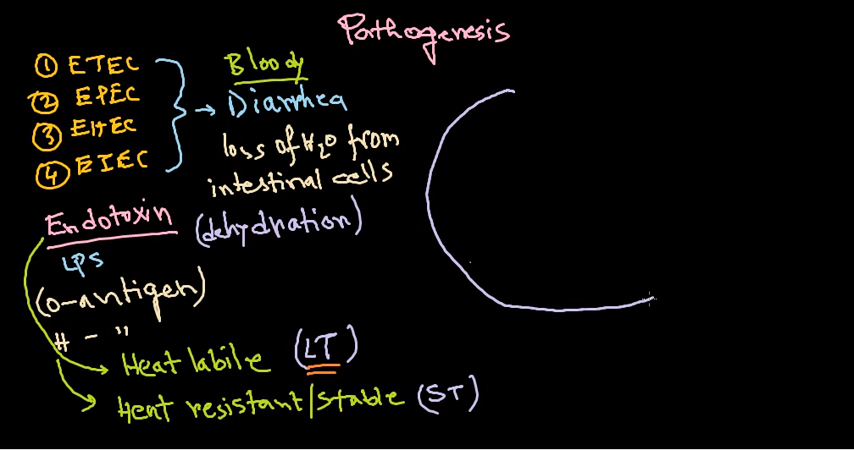 Pathogenesis
① ETEC
② EPEC
③ EHEC
④ EIEC
→ Bloody
Diarrhea
loss of H₂O from
intestinal cells
(dehydration)
Endotoxin
LPS
(O-antigen)
H - "
Heat labile (LT)
Heat resistant/stable (ST)